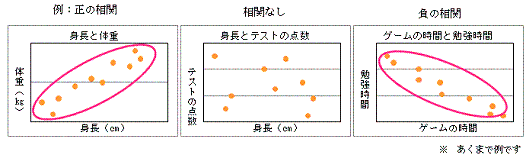 例：正の相関
相関なし
負の相関
身長と体重
身長とテストの点数
ゲームの時間と勉強時間
体重（kg）
テストの点数
勉強時間
身長（cm）
身長（cm）
ゲームの時間
※　あくまで例です